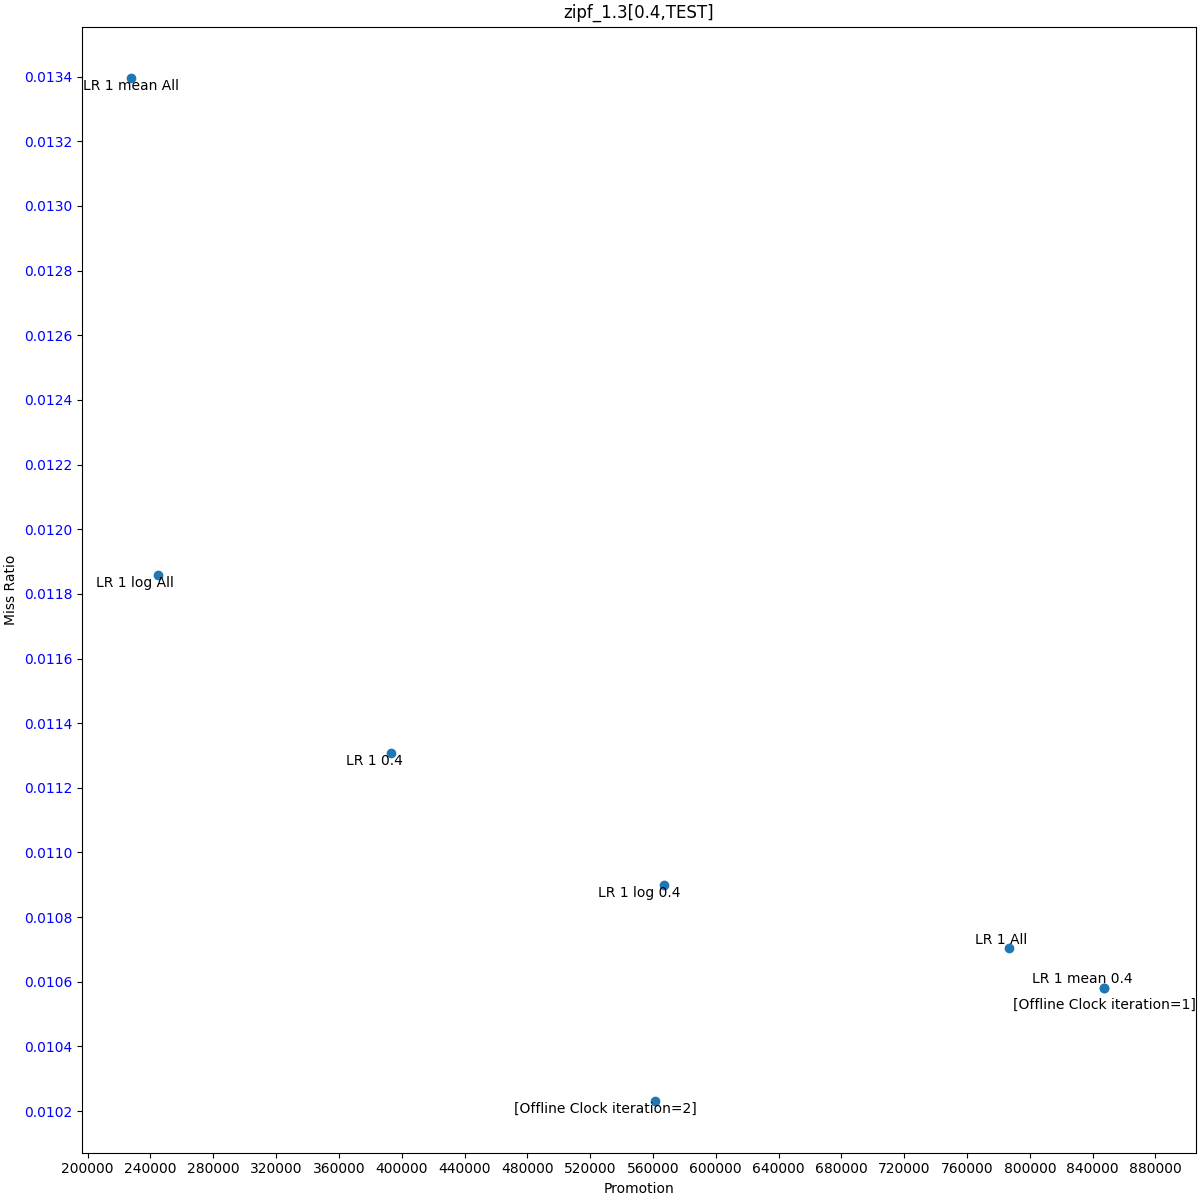 zipf_1.3[0.4,TEST]
0.0134
LR 1 mean All
0.0132
0.0130
0.0128
0.0126
0.0124
0.0122
0.0120
Miss Ratio
LR 1 log All
0.0118
0.0116
0.0114
LR 1 0.4
0.0112
0.0110
LR 1 log 0.4
0.0108
LR 1 All
0.0106
LR 1 mean 0.4
[Offline Clock iteration=1]
0.0104
0.0102
[Offline Clock iteration=2]
200000 240000 280000 320000 360000 400000 440000 480000 520000 560000 600000 640000 680000 720000 760000 800000 840000 880000
Promotion